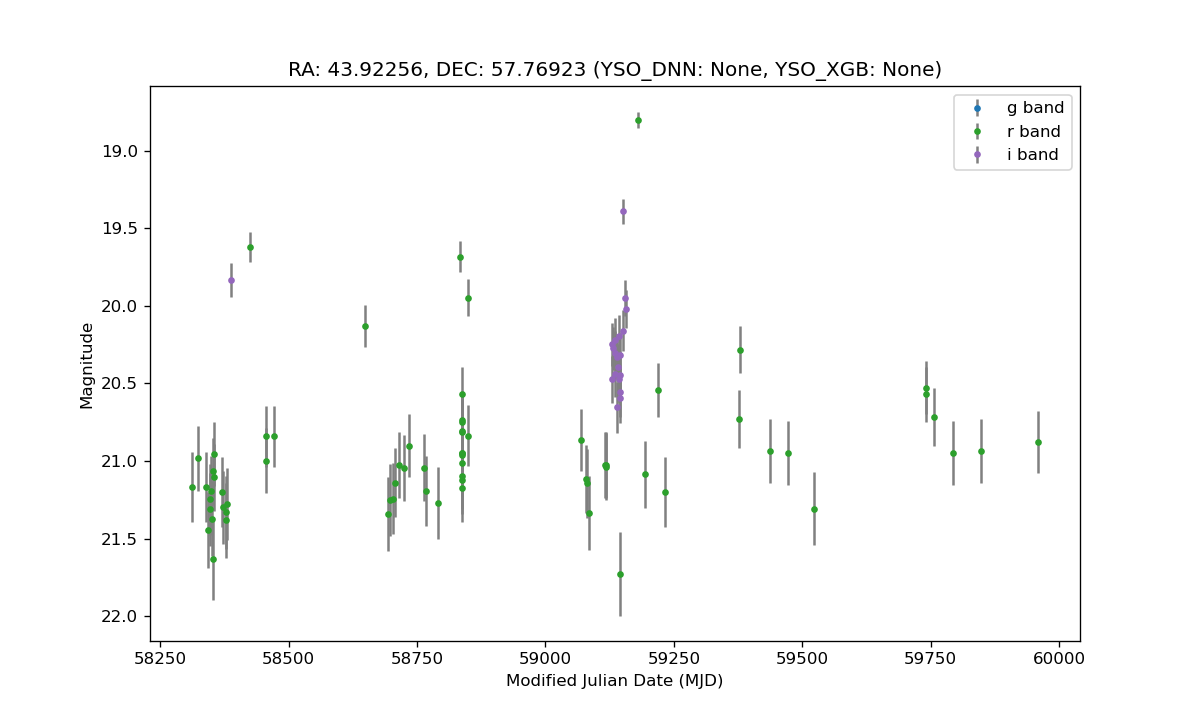 RA: 43.92256, DEC: 57.76923 (YSO_DNN: None, YSO_XGB: None)
g band
r band
i band
19.0
19.5
20.0
20.5
21.0
21.5
22.0
Magnitude
58250 58500 58750 59000 59250 59500 59750 60000
Modified Julian Date (MJD)